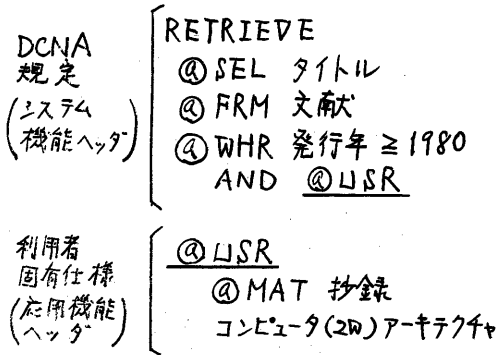 DCNA
規定
(システム
機能ヘッダ)
RETRIEVE
@ SEL タイトル
@ FRM 文献
@ WHR 発行年 ≧ 1980
AND @USR
利用者
固有仕様
(応用機能
ヘッダ)
@USR
@ MAT 抄録
コンピュータ(2W)アーキテクチャ